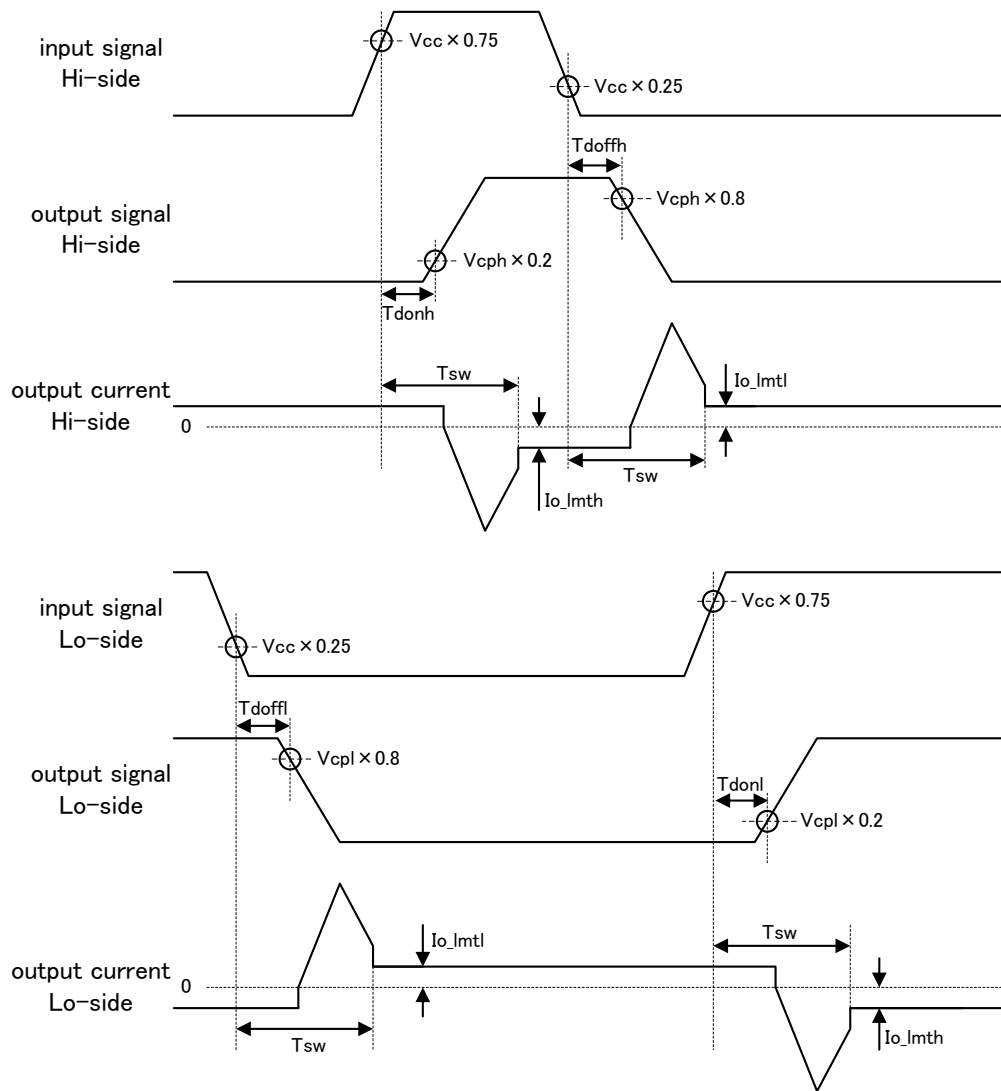 input signal
Hi-side
Vcc×0.75
Vcc×0.25
Tdoffh
output signal
Hi-side
Vcph×0.8
Vcph×0.2
Tdonh
output current
Hi-side
Tsw
Io_lmtl
0
Tsw
Io_lmth
input signal
Lo-side
Vcc×0.75
Vcc×0.25
Tdoffl
output signal
Lo-side
Vcpl×0.8
Tdonl
Vcpl×0.2
Io_lmtl
Tsw
output current
Lo-side
0
Tsw
Io_lmth